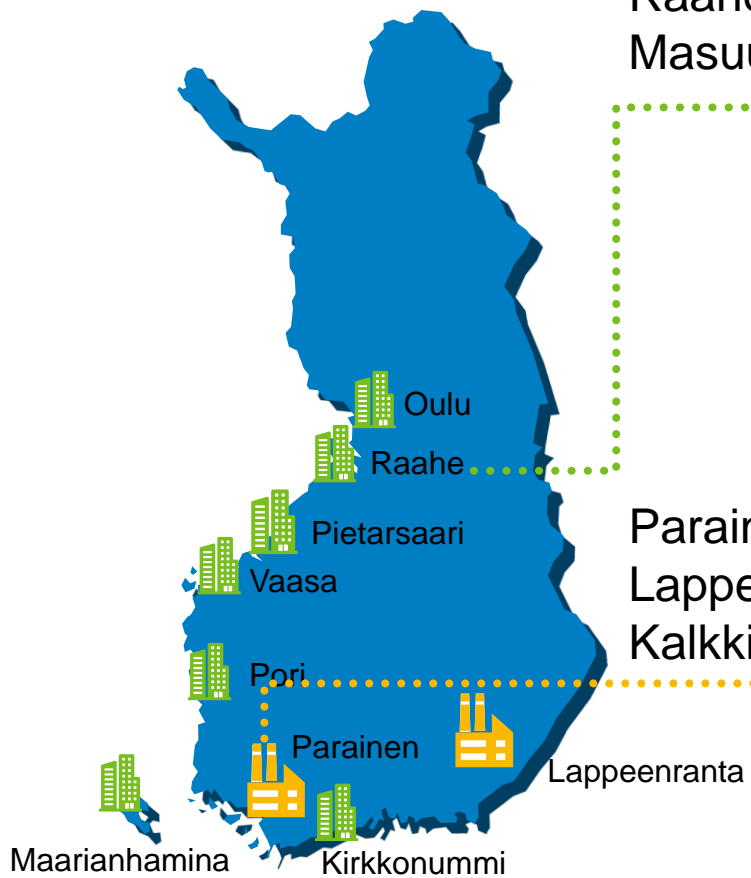 Oulu
Raahe
Pietarsaari
Vaasa
Pori
Parainen
Lappeenranta
Maarianhamina
Kirkkonummi